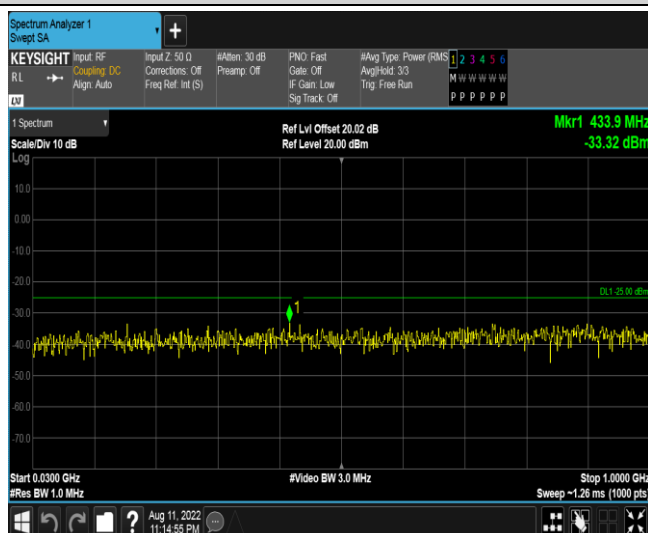 Spectrum Analyzer 1
Swept SA
+
KEYSIGHT
RL
LXI
Input: RF
Coupling: DC
Align: Auto
Input Z: 50 Ω
Corrections: Off
Freq Ref: Int (S)
#Atten: 30 dB
Preamp: Off
PNO: Fast
Gate: Off
IF Gain: Low
Sig Track: Off
#Avg Type: Power (RMS
Avg|Hold: 3/3
Trig: Free Run
1 2 3 4 5 6
M W W W W W
P P P P P P
1 Spectrum
Scale/Div 10 dB
Log
Ref Lvl Offset 20.02 dB
Ref Level 20.00 dBm
Mkr1 433.9 MHz
-33.32 dBm
10.0
0.00
-10.0
-20.0
DL1 -25.00 dBm
1
-30.0
-40.0
-50.0
-60.0
-70.0
Start 0.0300 GHz
#Res BW 1.0 MHz
#Video BW 3.0 MHz
Stop 1.0000 GHz
Sweep ~1.26 ms (1000 pts)
?
Aug 11, 2022
11:14:55 PM